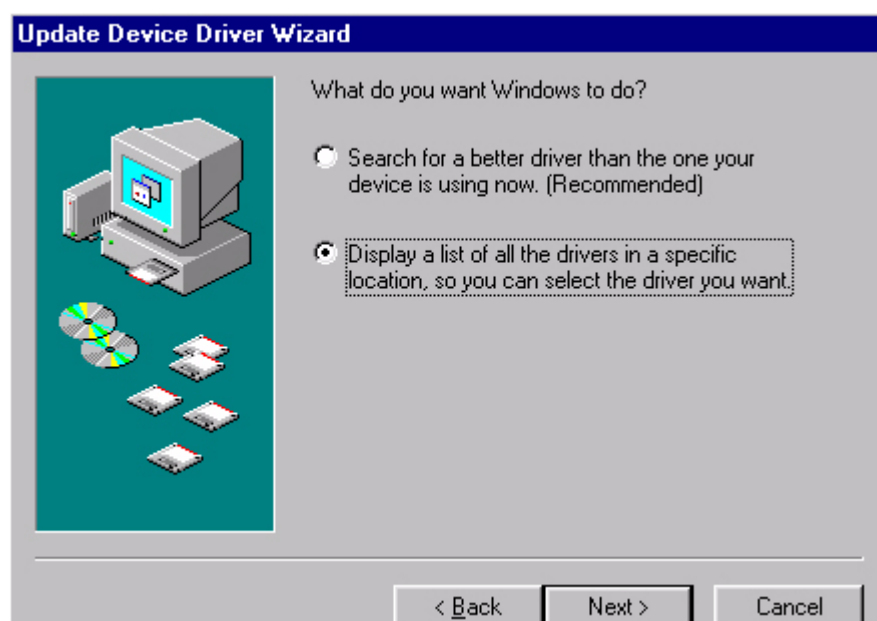 Update Device Driver Wizard
What do you want Windows to do?
Search for a better driver than the one your
device is using now. (Recommended)
Display a list of all the drivers in a specific
location, so you can select the driver you want.
< Back
Next >
Cancel